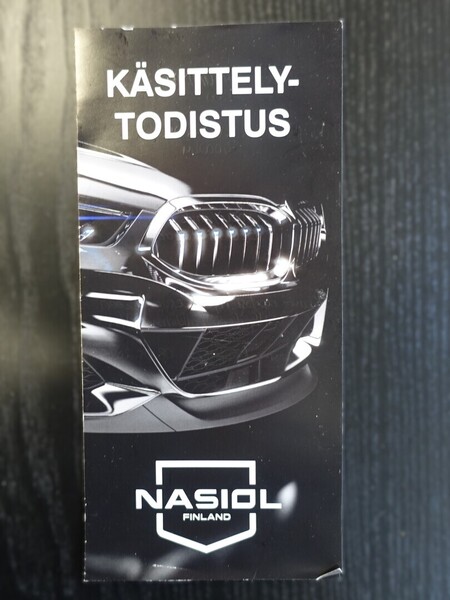 KÄSITTELY-
TODISTUS
NASIOL
FINLAND